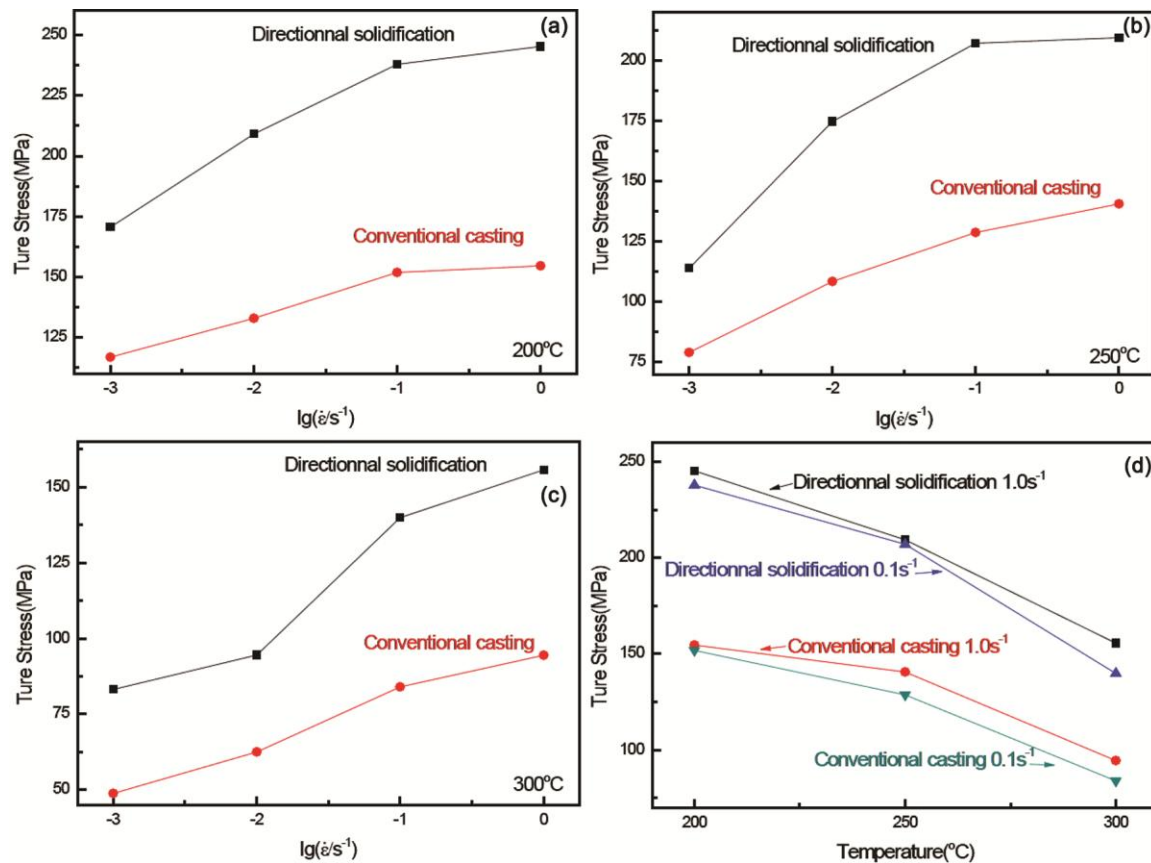 (a)
Directionnal solidification
Conventional casting
200°C
Ture Stress(MPa)
250
225
200
175
150
125
-3 -2 -1 0
lg(ε̇/s⁻¹)
(b)
Directionnal solidification
Conventional casting
250°C
Ture Stress(MPa)
200
175
150
125
100
75
-3 -2 -1 0
lg(ε̇/s⁻¹)
Directionnal solidification
(c)
Conventional casting
300°C
Ture Stress(MPa)
150
125
100
75
50
-3 -2 -1 0
lg(ε̇/s⁻¹)
(d)
Directionnal solidification 1.0s⁻¹
Directionnal solidification 0.1s⁻¹
Conventional casting 1.0s⁻¹
Conventional casting 0.1s⁻¹
Ture Stress(MPa)
250
200
150
100
200 250 300
Temperature(°C)